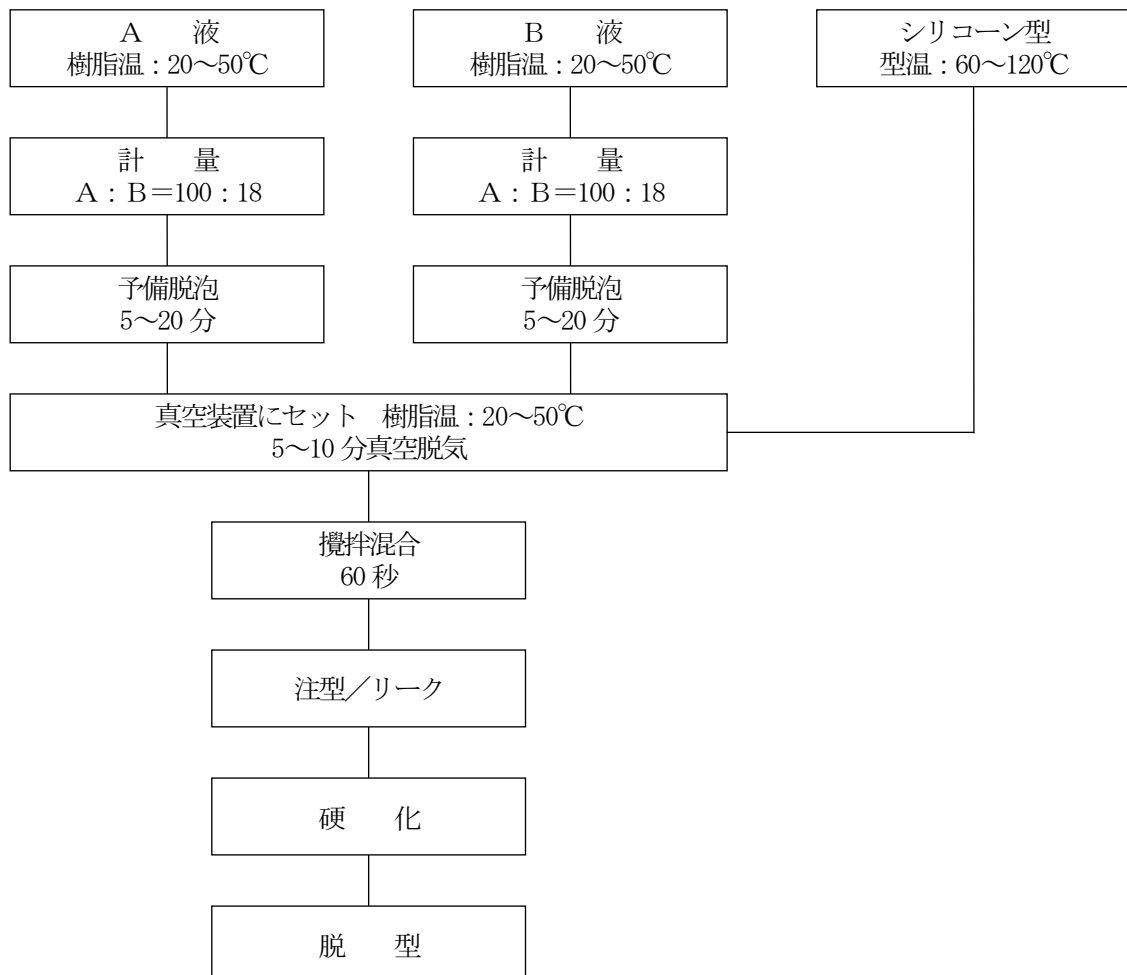 A　液
樹脂温：20～50℃
B　液
樹脂温：20～50℃
シリコーン型
型温：60～120℃
計　量
A：B＝100：18
計　量
A：B＝100：18
予備脱泡
5～20 分
予備脱泡
5～20 分
真空装置にセット　樹脂温：20～50℃
5～10 分真空脱気
攪拌混合
60 秒
注型／リーク
硬　化
脱　型